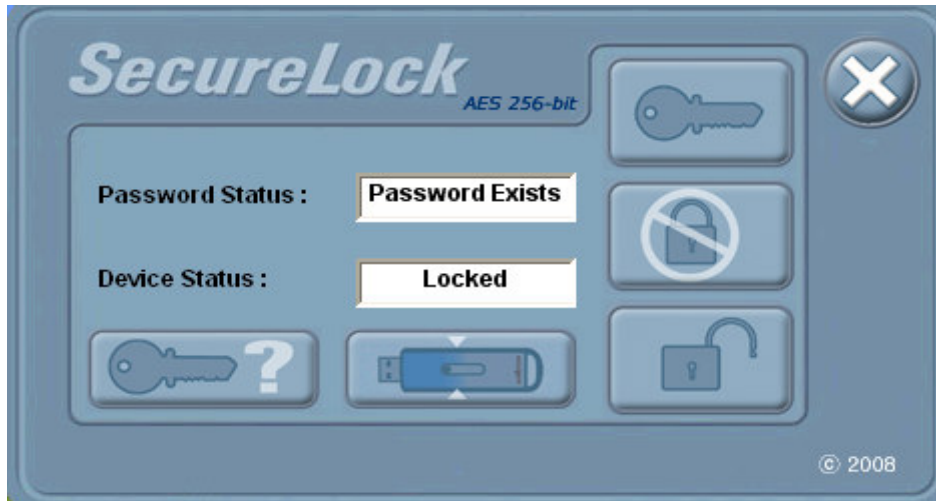 SecureLock
AES 256-bit
Password Status :
Password Exists
Device Status :
Locked
?
© 2008